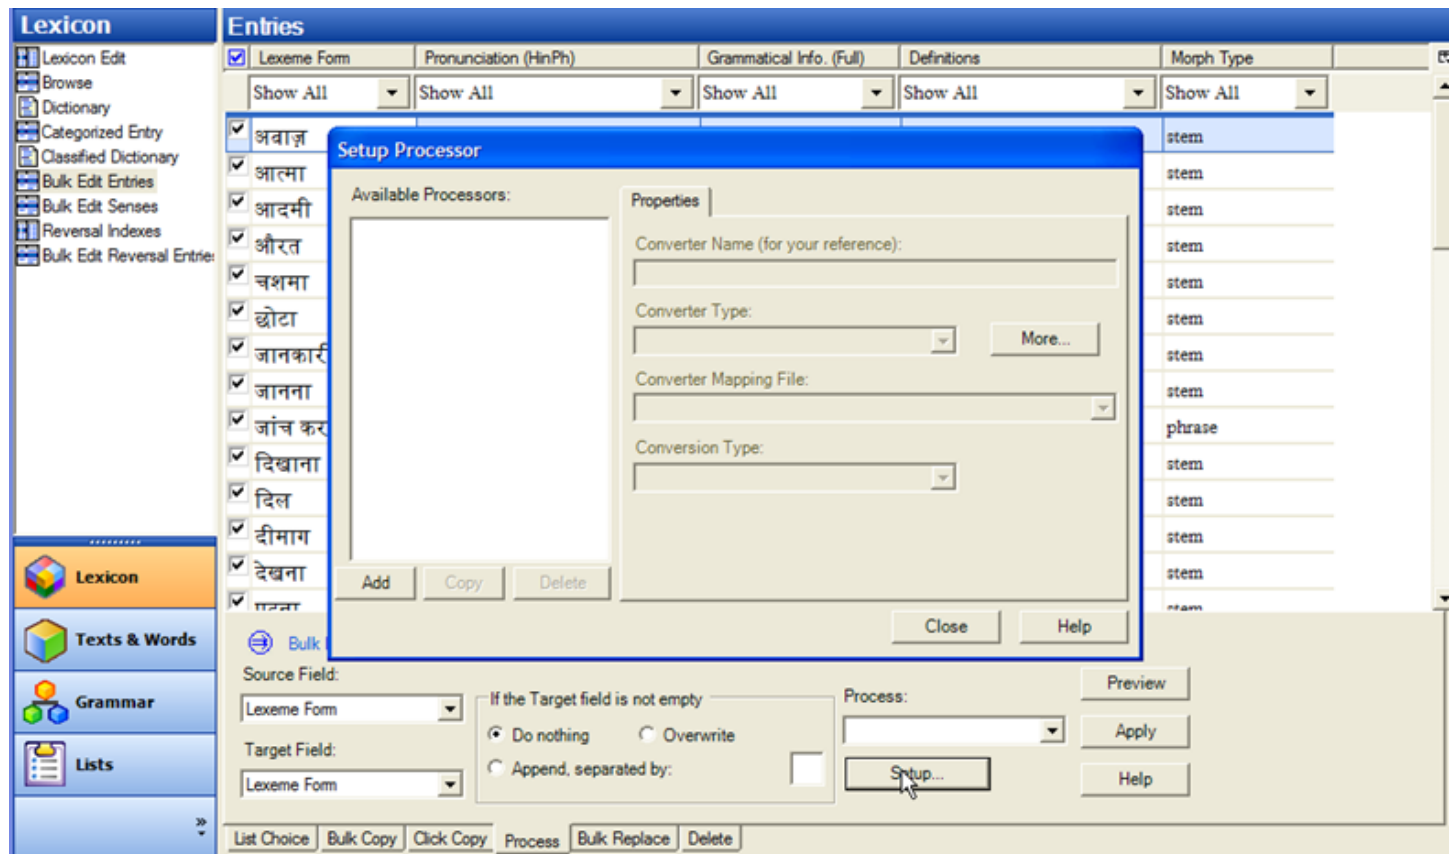 Lexicon
Lexicon Edit
Browse
Dictionary
Categorized Entry
Classified Dictionary
Bulk Edit Entries
Bulk Edit Senses
Reversal Indexes
Bulk Edit Reversal Entrie
Lexicon
Texts & Words
Grammar
Lists
»
Entries
Lexeme Form Pronunciation (HinPh) Grammatical Info. (Full) Definitions Morph Type
Show All Show All Show All Show All Show All
अवाज़ stem
आत्मा stem
आदमी stem
औरत stem
चशमा stem
छोटा stem
जानकारी stem
जानना stem
जांच कर phrase
दिखाना stem
दिल stem
दीमाग stem
देखना stem
stem
Setup Processor
Available Processors:
Add Copy Delete
Properties
Converter Name (for your reference):
Converter Type:
More...
Converter Mapping File:
Conversion Type:
Close Help
Bulk
Source Field:
Lexeme Form
Target Field:
Lexeme Form
If the Target field is not empty
Do nothing Overwrite
Append, separated by:
Process:
Setup...
Preview
Apply
Help
List Choice Bulk Copy Click Copy Process Bulk Replace Delete